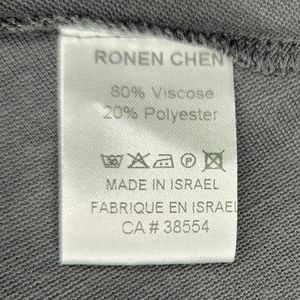 RONEN CHEN
80% Viscose
20% Polyester
MADE IN ISRAEL
FABRIQUE EN ISRAEL
CA # 38554